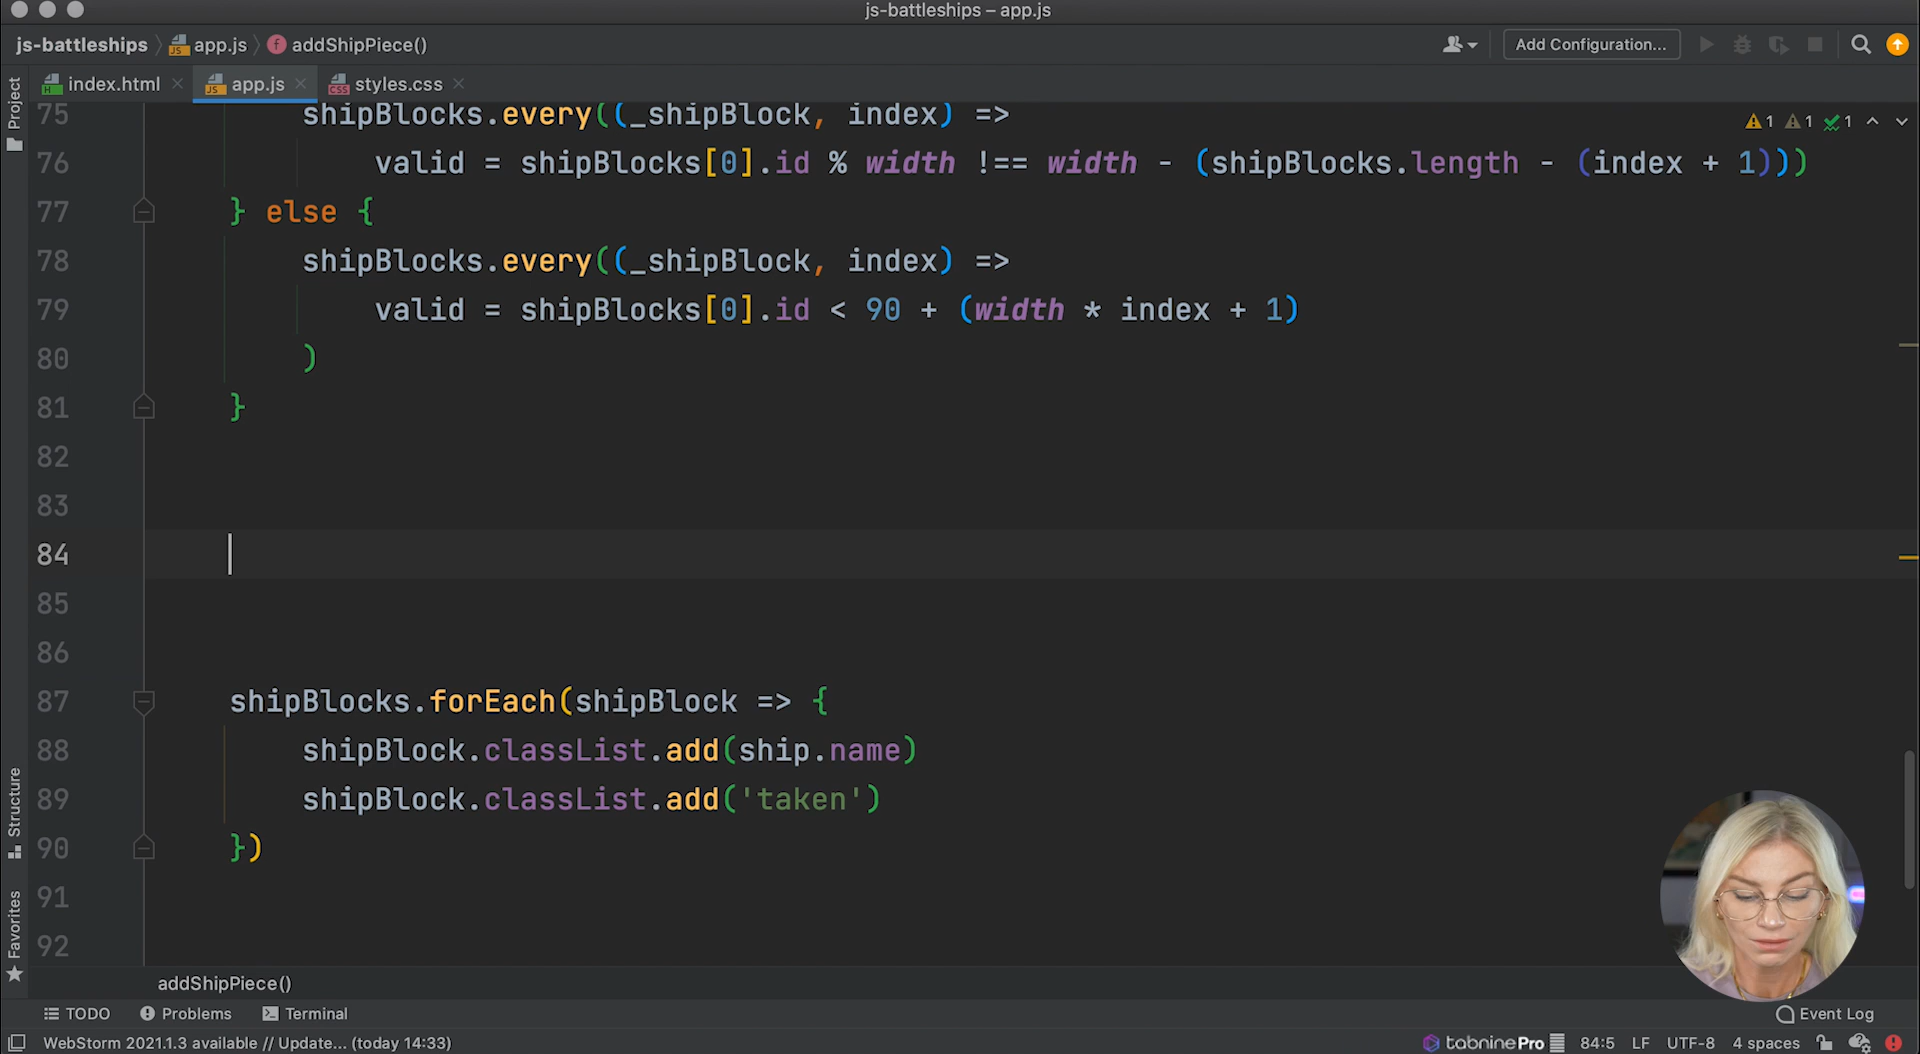 js-battleships – app.js
js-battleships app.js addShipPiece()
Add Configuration...
index.html app.js styles.css
Project
75 shipBlocks.every((_shipBlock, index) =>
1 1 1
76 valid = shipBlocks[0].id % width !== width - (shipBlocks.length - (index + 1)))
77 } else {
78 shipBlocks.every((_shipBlock, index) =>
79 valid = shipBlocks[0].id < 90 + (width * index + 1)
80 )
81 }
82
83
84
85
86
87 shipBlocks.forEach(shipBlock => {
88 shipBlock.classList.add(ship.name)
89 shipBlock.classList.add('taken')
90 })
91
92
Structure
Favorites
addShipPiece()
TODO Problems Terminal Event Log
WebStorm 2021.1.3 available // Update... (today 14:33) tabnine Pro 84:5 LF UTF-8 4 spaces